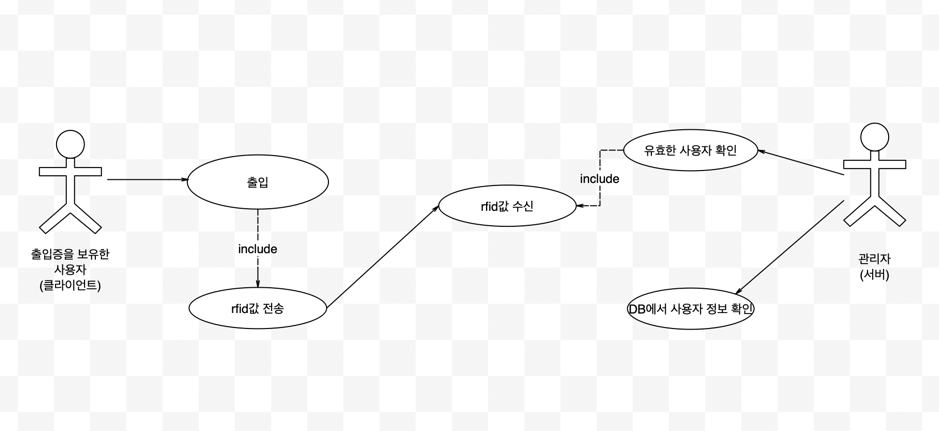 출입증을 보유한
사용자
(클라이언트)
출입
include
rfid값 전송
rfid값 수신
include
유효한 사용자 확인
DB에서 사용자 정보 확인
관리자
(서버)